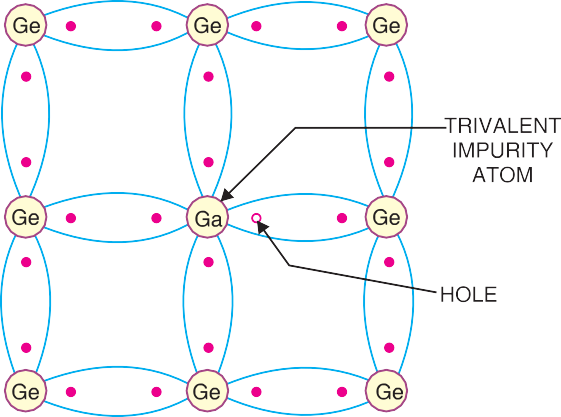 Ge Ge Ge
TRIVALENT
IMPURITY
ATOM
Ge Ga Ge
HOLE
Ge Ge Ge